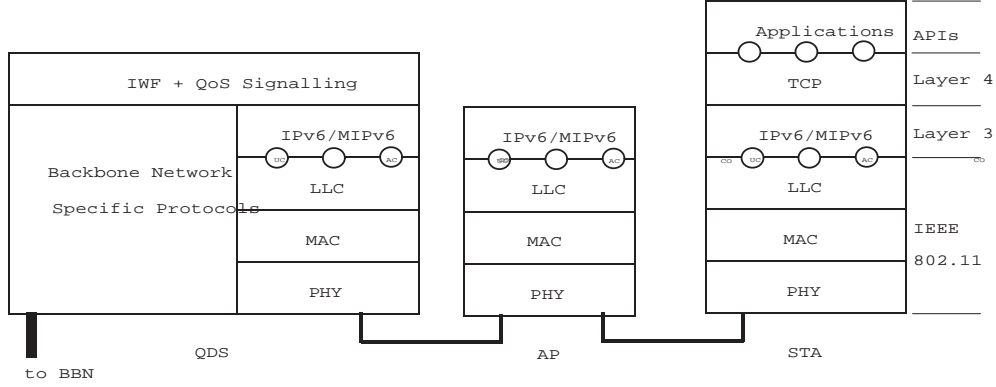 Applications
APIs
IWF + QoS Signalling
TCP
Layer 4
IPv6/MIPv6
IPv6/MIPv6
IPv6/MIPv6
Layer 3
UC
AC
AC
CO
UC
AC
CO
Backbone Network
LLC
LLC
LLC
Specific Protocols
MAC
MAC
MAC
IEEE
802.11
PHY
PHY
PHY
QDS
AP
STA
to BBN